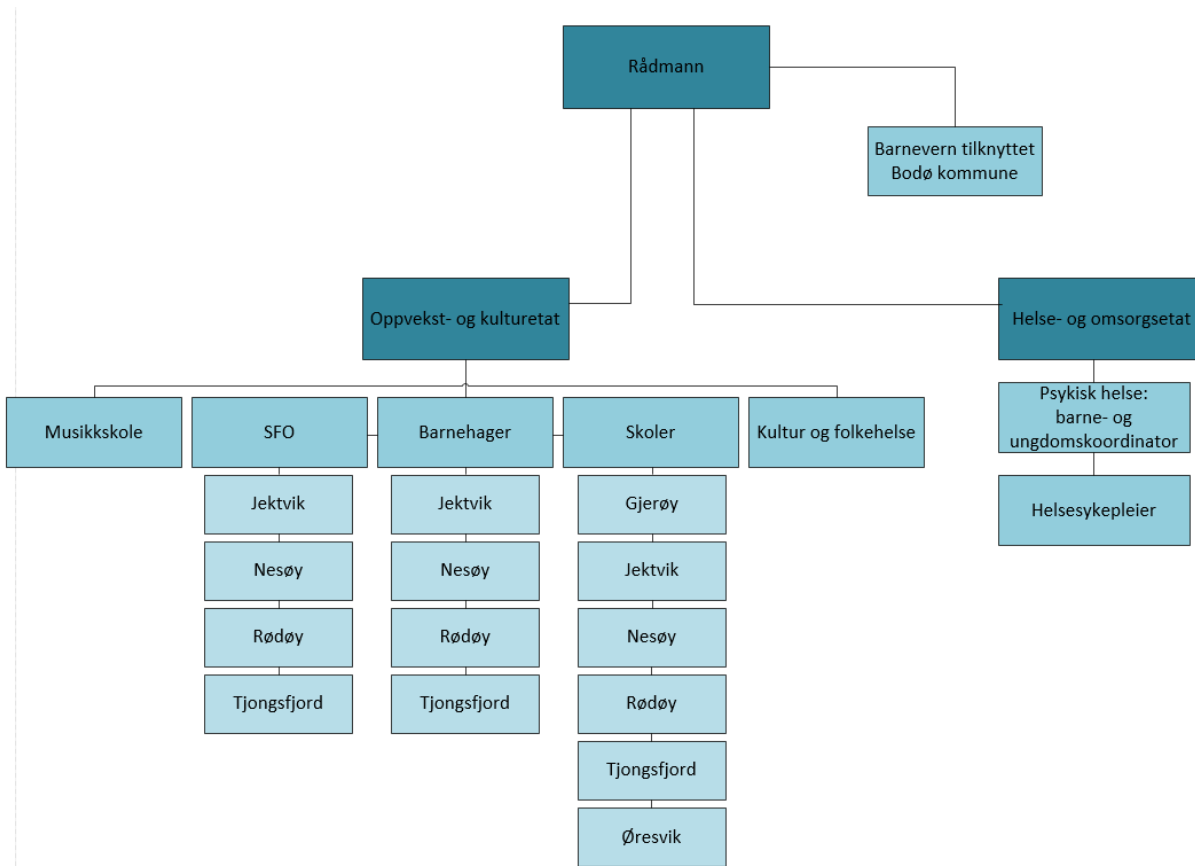 Rådmann
Barnevern tilknyttet
Bodø kommune
Oppvekst- og kulturetat
Helse- og omsorgsetat
Musikkskole
SFO
Barnehager
Skoler
Kultur og folkehelse
Psykisk helse:
barne- og
ungdomskoordinator
Helsesykepleier
Jektvik
Nesøy
Rødøy
Tjongsfjord
Jektvik
Nesøy
Rødøy
Tjongsfjord
Gjerøy
Jektvik
Nesøy
Rødøy
Tjongsfjord
Øresvik